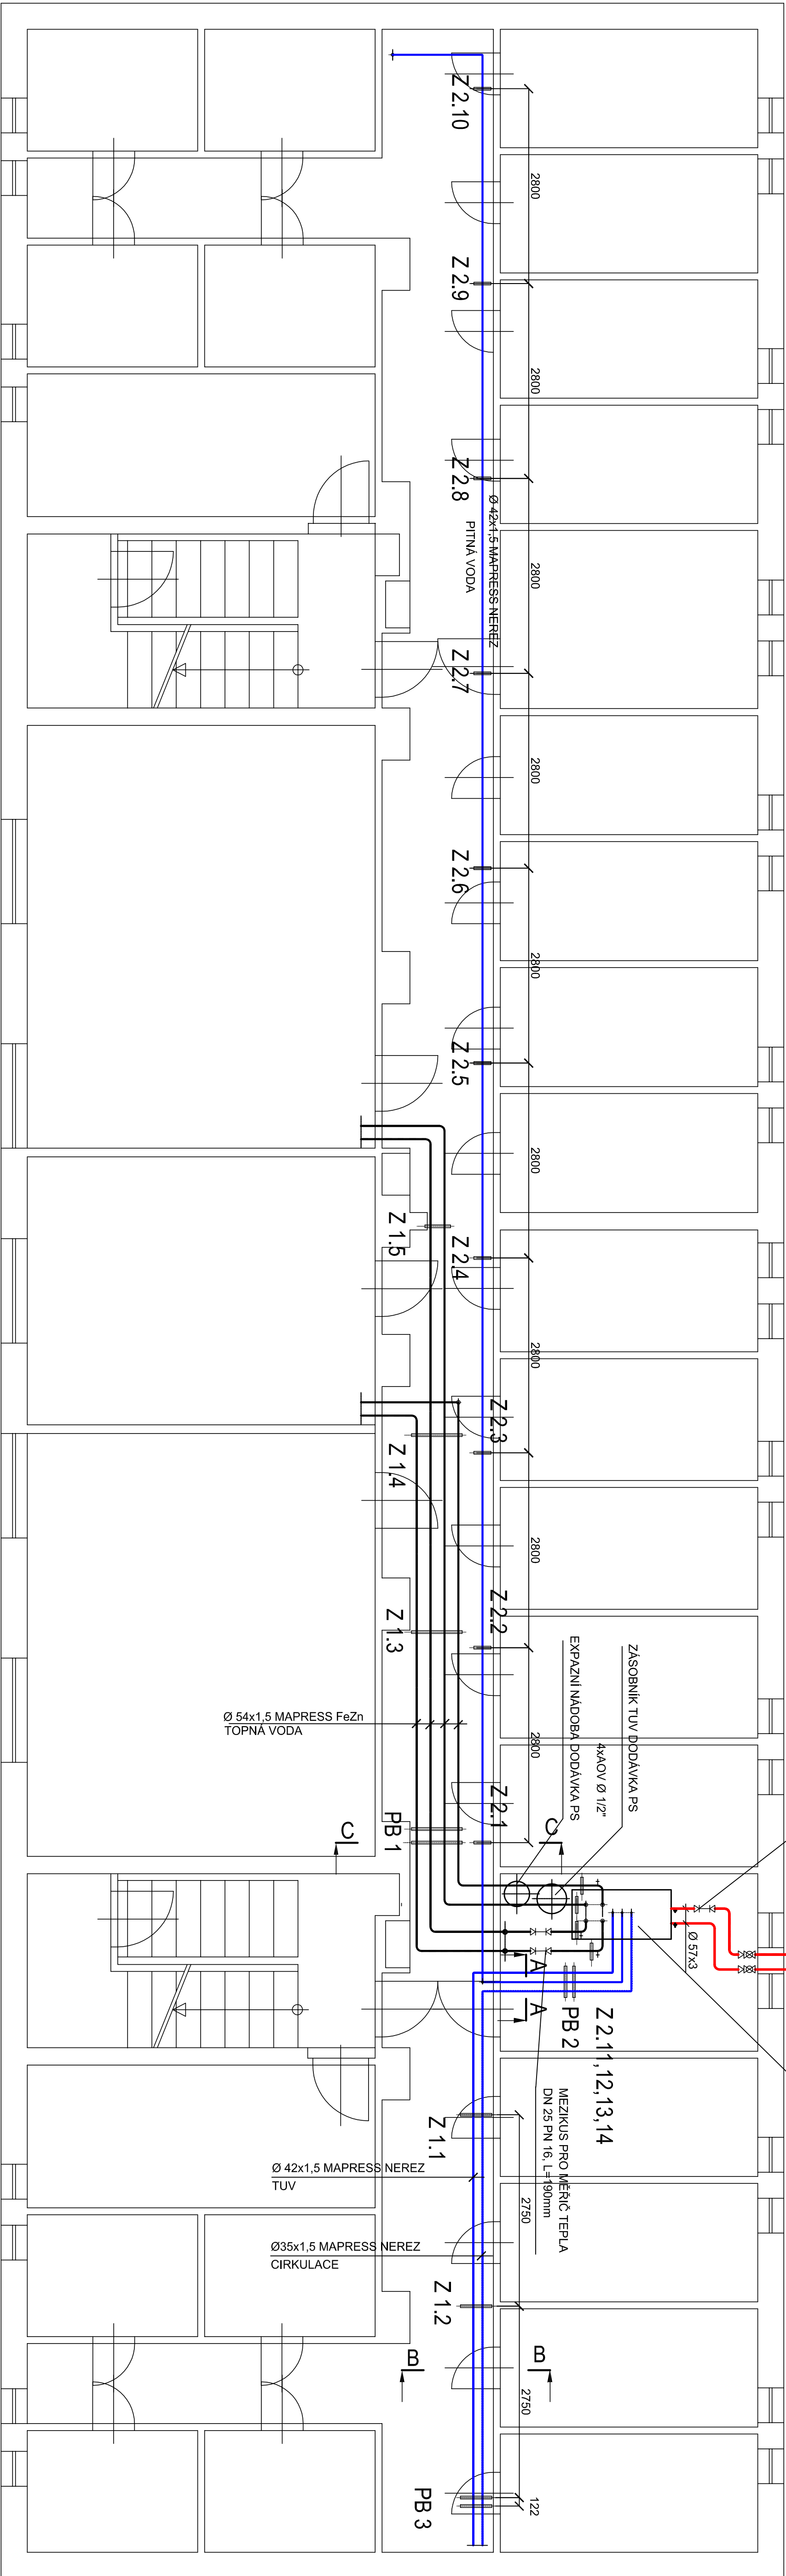 Z 2.10
2800
Z 2.9
2800
Z 2.8
Ø 42x1,5 MAPRESS NEREZ
PITNÁ VODA
2800
Z 2.7
2800
Z 2.6
2800
Z 2.5
2800
Z 1.5
Z 2.4
2800
Z 2.3
Z 1.4
2800
Z 2.2
Z 1.3
EXPAZNÍ NÁDOBA DODÁVKA PS
ZÁSOBNÍK TUV DODÁVKA PS
4xAOV Ø 1/2"
Ø 54x1,5 MAPRESS FeZn
TOPNÁ VODA
2800
Z 2.1
PB 1
C
C
Ø 57x3
A
A
PB 2
Z 2.11,12,13,14
MEZIKUS PRO MĚŘIČ TEPLA
DN 25 PN 16, L=190mm
Z 1.1
Ø 42x1,5 MAPRESS NEREZ
TUV
2750
Ø35x1,5 MAPRESS NEREZ
CIRKULACE
Z 1.2
B
B
2750
PB 3
122